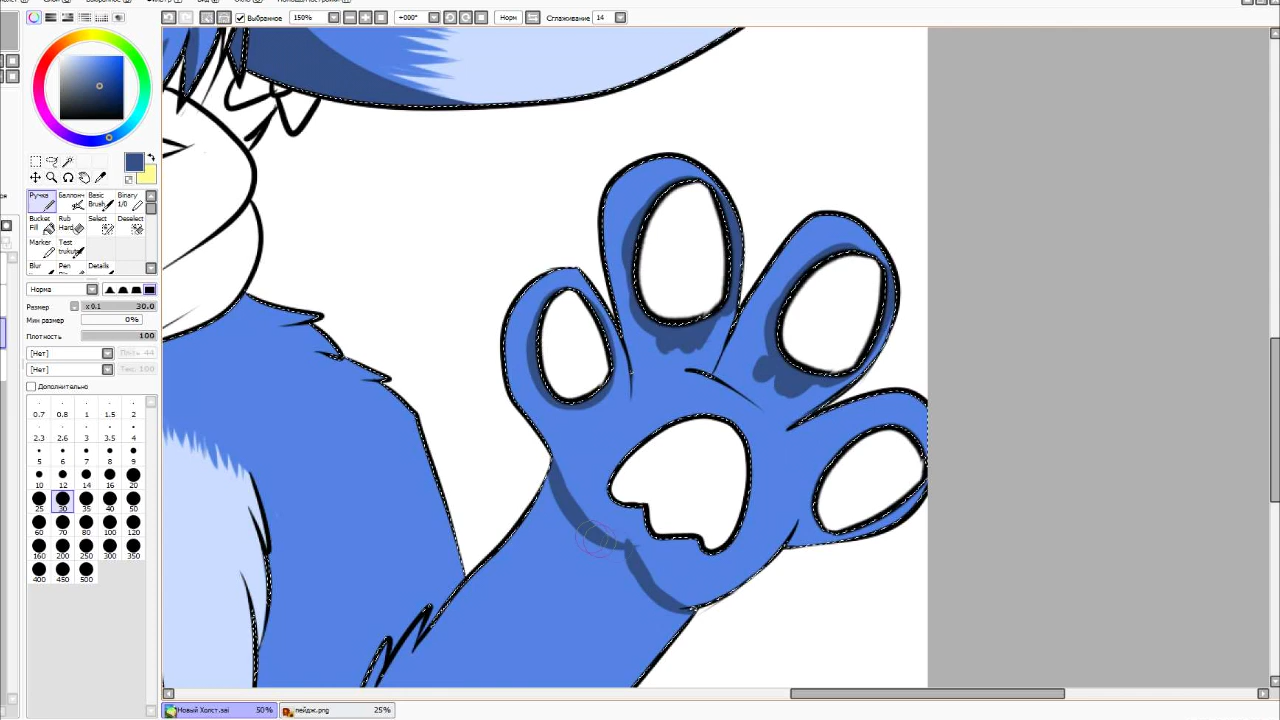 Выбранное 150% +000° Норм Сглаживание 14
Ручка Баллонч Basic Brush Binary 1/0
Bucket Fill Rub Hard Select Deselect
Marker Test trukuta
Blur Pen Details
Норма
Размер x 0.1 30.0
Мин размер 0%
Плотность 100
[Нет]
[Нет]
Дополнительно
0.7 0.8 1 1.5 2
2.3 2.6 3 3.5 4
5 6 7 8 9
10 12 14 16 20
25 30 35 40 50
60 70 80 100 120
160 200 250 300 350
400 450 500
Новый Холст.sai 50% пейдж.png 25%